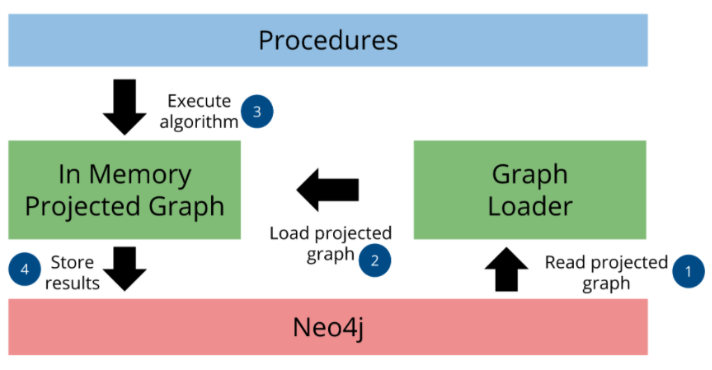 Procedures
Execute
algorithm
3
In Memory
Projected Graph
Graph
Loader
Load projected
graph
2
4
Store
results
Read projected
graph
1
Neo4j